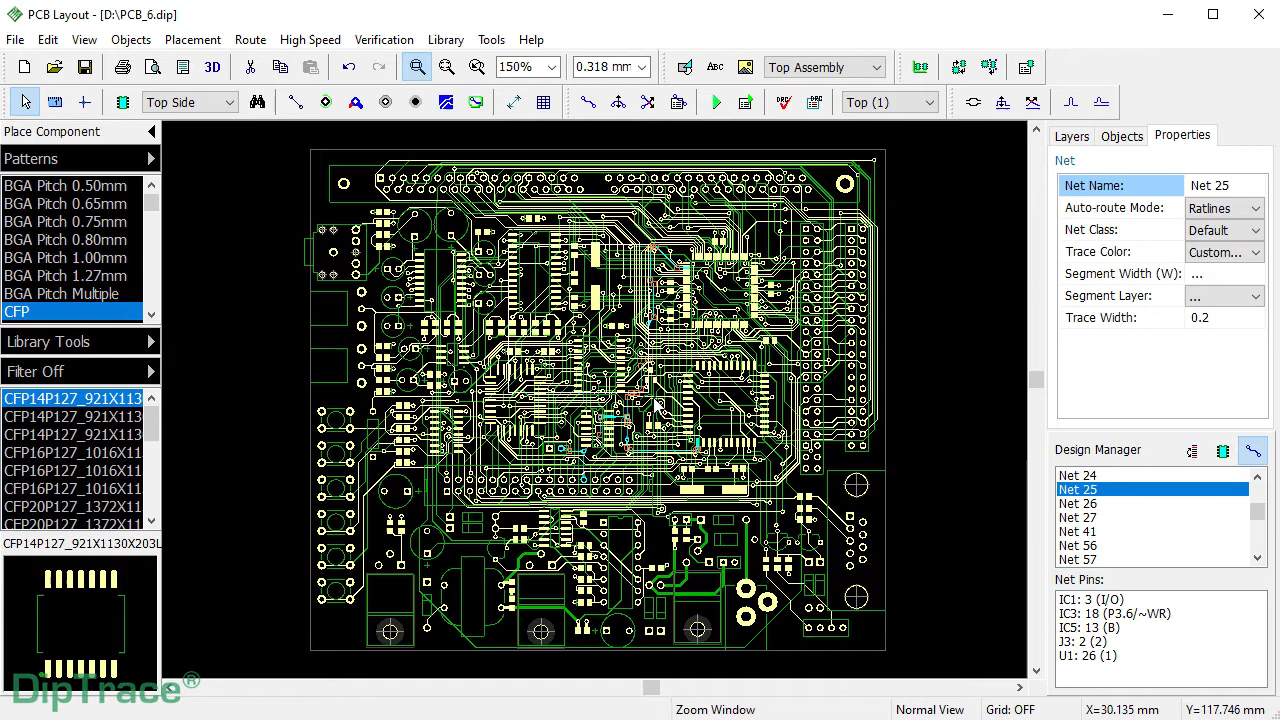 PCB Layout - [D:\PCB_6.dip]
File Edit View Objects Placement Route High Speed Verification Library Tools Help
3D 150% 0.318 mm ABC Top Assembly
Top Side Top (1)
Place Component
Patterns
BGA Pitch 0.50mm
BGA Pitch 0.65mm
BGA Pitch 0.75mm
BGA Pitch 0.80mm
BGA Pitch 1.00mm
BGA Pitch 1.27mm
BGA Pitch Multiple
CFP
Library Tools
Filter Off
CFP14P127_921X113
CFP14P127_921X113
CFP14P127_921X113
CFP16P127_1016X11
CFP16P127_1016X11
CFP16P127_1016X11
CFP20P127_1372X11
CFP20P127_1372X11
CFP14P127_921X1130X203L
DipTrace®
Layers Objects Properties
Net
Net Name: Net 25
Auto-route Mode: Ratlines
Net Class: Default
Trace Color: Custom...
Segment Width (W): ...
Segment Layer: ...
Trace Width: 0.2
Design Manager
Net 24
Net 25
Net 26
Net 27
Net 41
Net 56
Net 57
Net Pins:
IC1: 3 (I/O)
IC3: 18 (P3.6/~WR)
IC5: 13 (B)
J3: 2 (2)
U1: 26 (1)
Zoom Window Normal View Grid: OFF X=30.135 mm Y=117.746 mm